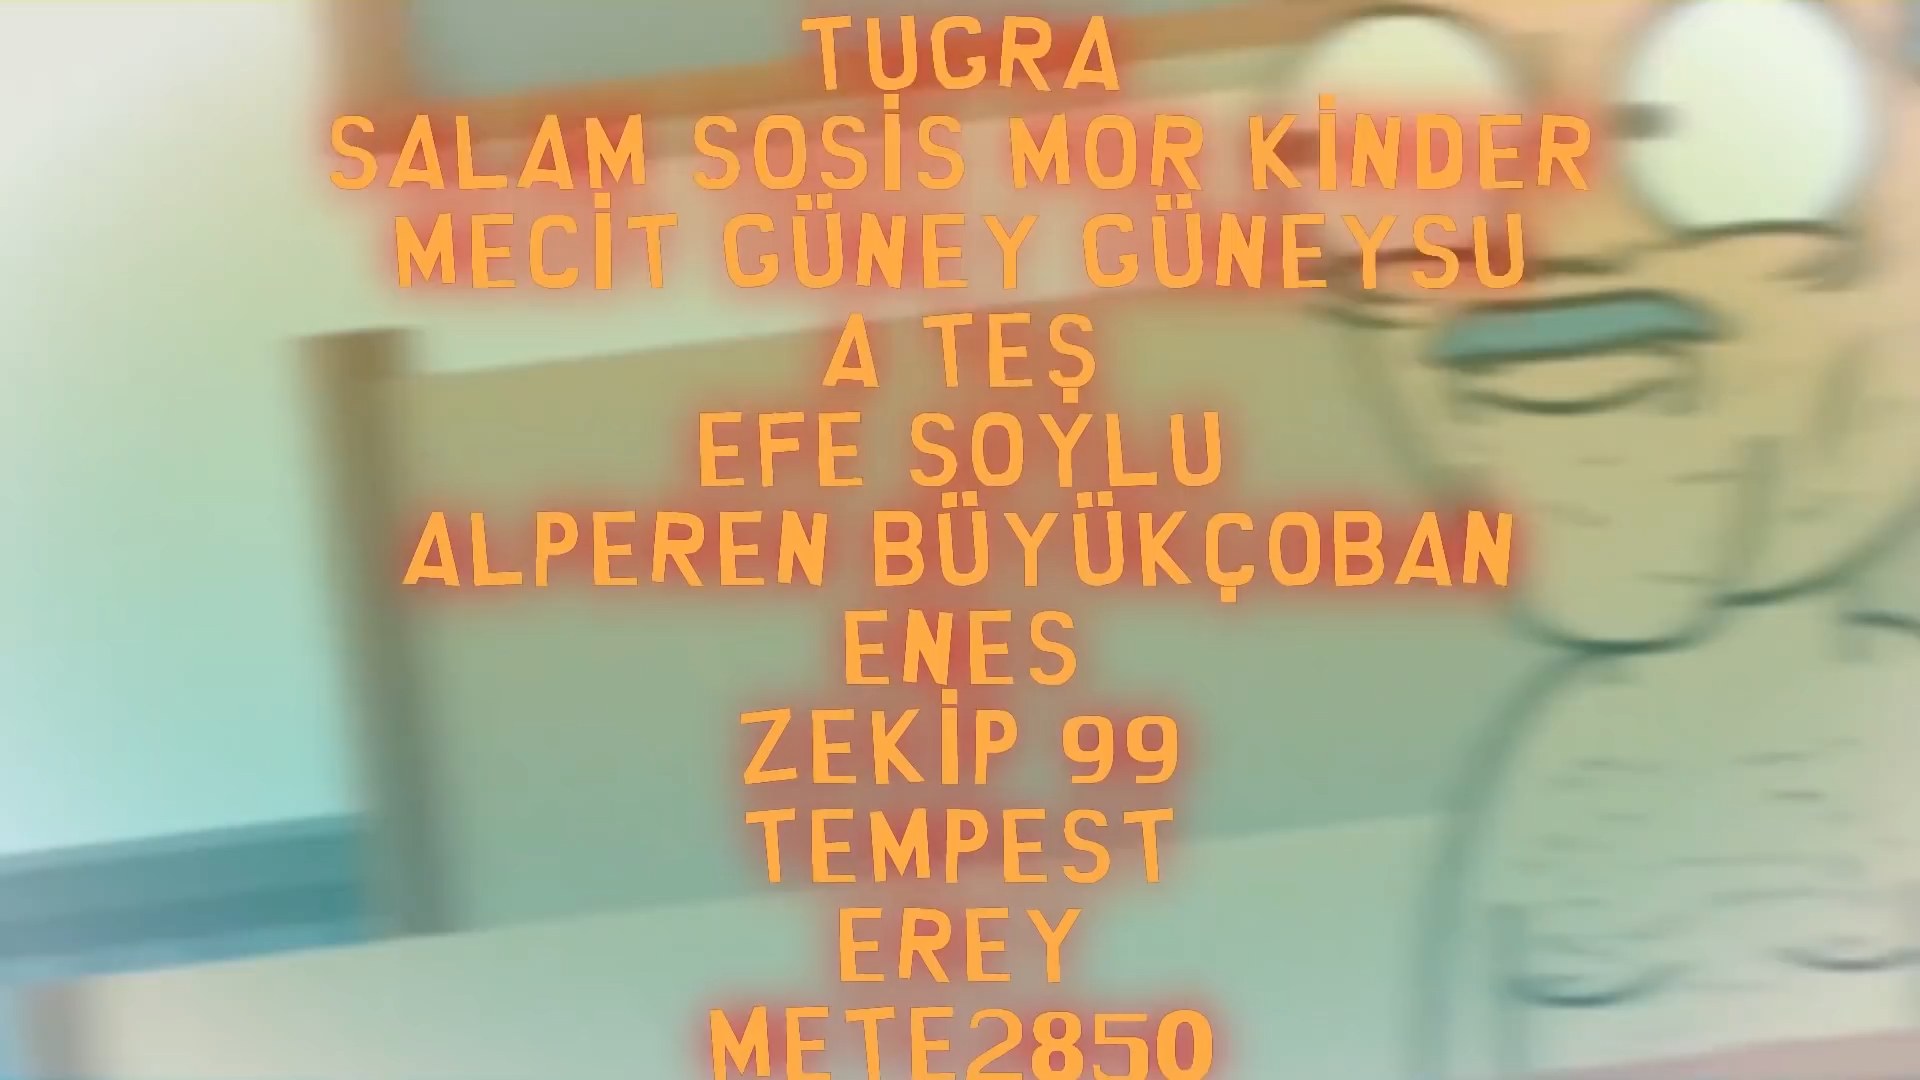 TUGRA
SALAM SOSİS MOR KİNDER
MECİT GÜNEY GÜNEYSU
A TEŞ
EFE SOYLU
ALPEREN BÜYÜKÇOBAN
ENES
ZEKİP 99
TEMPEST
EREY
METE2850